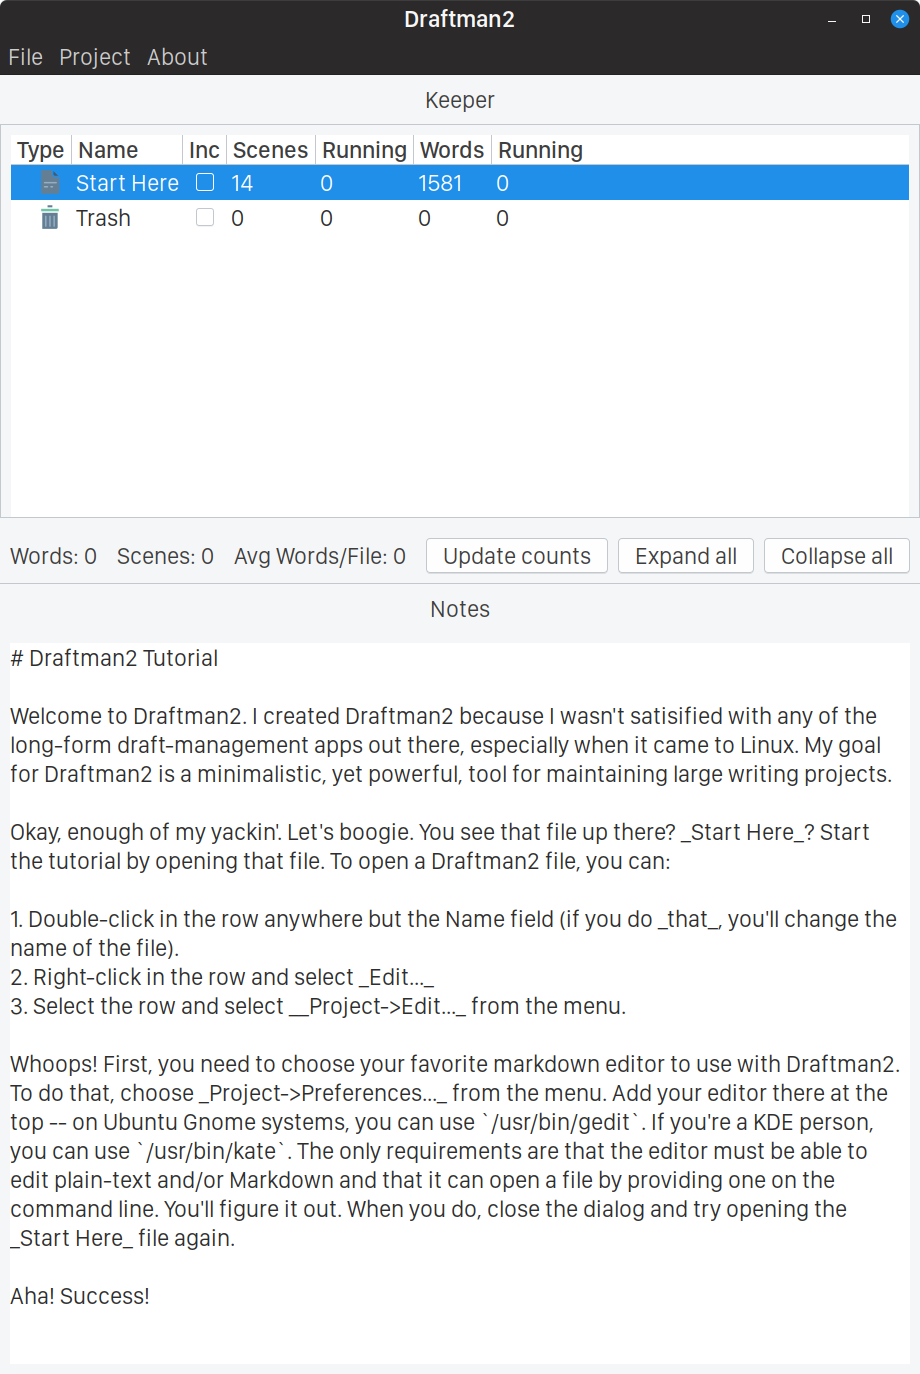 Draftman2
File Project About
Keeper
Type Name Inc Scenes Running Words Running
Start Here 14 0 1581 0
Trash 0 0 0 0
Words: 0 Scenes: 0 Avg Words/File: 0 Update counts Expand all Collapse all
Notes
# Draftman2 Tutorial
Welcome to Draftman2. I created Draftman2 because I wasn't satisified with any of the
long-form draft-management apps out there, especially when it came to Linux. My goal
for Draftman2 is a minimalistic, yet powerful, tool for maintaining large writing projects.
Okay, enough of my yackin'. Let's boogie. You see that file up there? _Start Here_? Start
the tutorial by opening that file. To open a Draftman2 file, you can:
1. Double-click in the row anywhere but the Name field (if you do _that_, you'll change the
name of the file).
2. Right-click in the row and select _Edit..._
3. Select the row and select __Project->Edit..._ from the menu.
Whoops! First, you need to choose your favorite markdown editor to use with Draftman2.
To do that, choose _Project->Preferences..._ from the menu. Add your editor there at the
top -- on Ubuntu Gnome systems, you can use `/usr/bin/gedit`. If you're a KDE person,
you can use `/usr/bin/kate`. The only requirements are that the editor must be able to
edit plain-text and/or Markdown and that it can open a file by providing one on the
command line. You'll figure it out. When you do, close the dialog and try opening the
_Start Here_ file again.
Aha! Success!